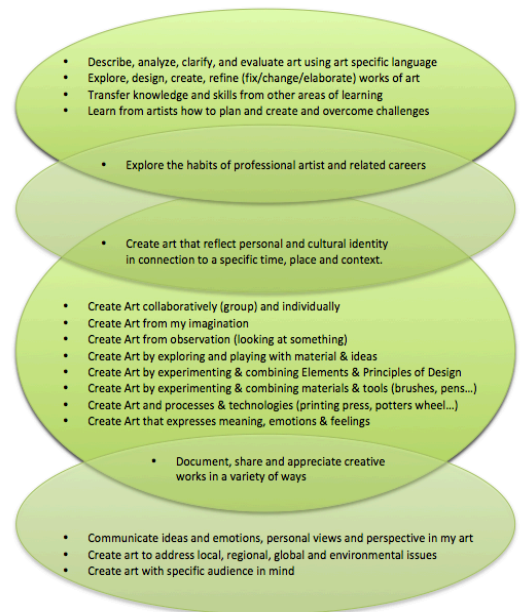 • Describe, analyze, clarify, and evaluate art using art specific language
• Explore, design, create, refine (fix/change/elaborate) works of art
• Transfer knowledge and skills from other areas of learning
• Learn from artists how to plan and create and overcome challenges
• Explore the habits of professional artist and related careers
• Create art that reflect personal and cultural identity
in connection to a specific time, place and context.
• Create Art collaboratively (group) and individually
• Create Art from my imagination
• Create Art from observation (looking at something)
• Create Art by exploring and playing with material & ideas
• Create Art by experimenting & combining Elements & Principles of Design
• Create Art by experimenting & combining materials & tools (brushes, pens…)
• Create Art and processes & technologies (printing press, potters wheel…)
• Create Art that expresses meaning, emotions & feelings
• Document, share and appreciate creative
works in a variety of ways
• Communicate ideas and emotions, personal views and perspective in my art
• Create art to address local, regional, global and environmental issues
• Create art with specific audience in mind